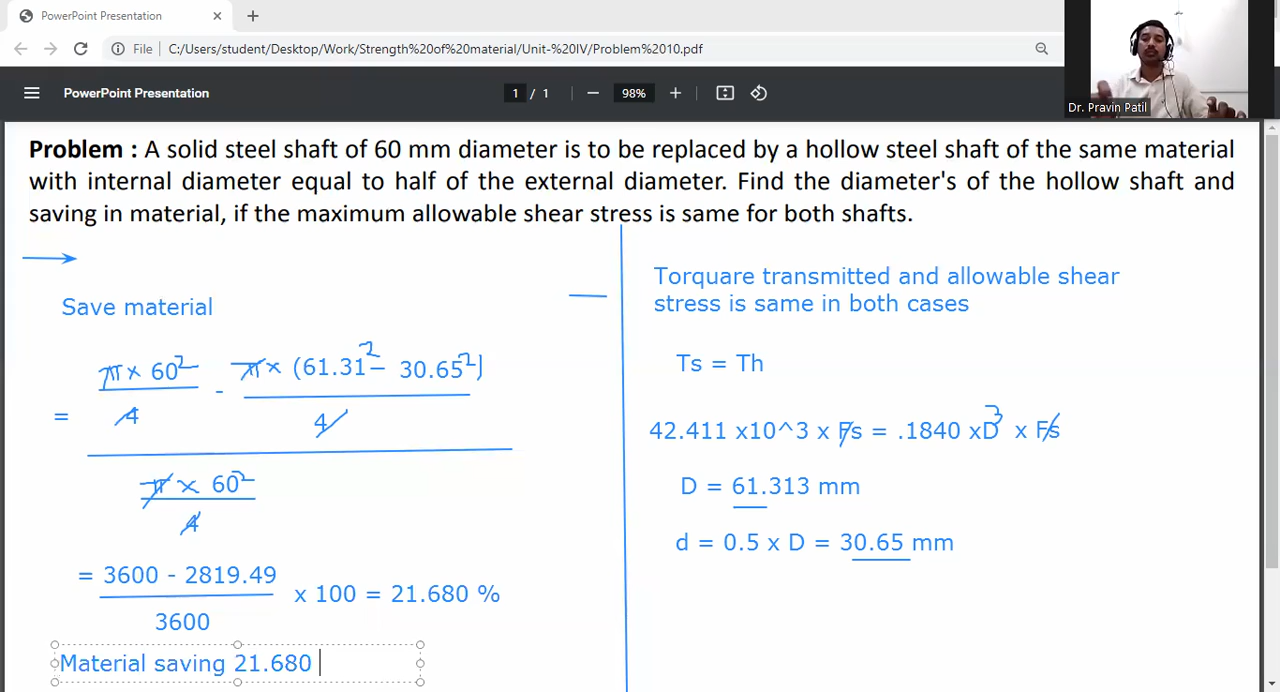 PowerPoint Presentation
File C:/Users/student/Desktop/Work/Strength%20of%20material/Unit-%20IV/Problem%2010.pdf
PowerPoint Presentation
1 / 1
98%
Dr. Pravin Patil
Problem : A solid steel shaft of 60 mm diameter is to be replaced by a hollow steel shaft of the same material
with internal diameter equal to half of the external diameter. Find the diameter's of the hollow shaft and
saving in material, if the maximum allowable shear stress is same for both shafts.
Save material
π x 60² - π x (61.31² - 30.65²)
= 4 4
π x 60²
4
= 3600 - 2819.49
x 100 = 21.680 %
3600
Material saving 21.680
Torquare transmitted and allowable shear
stress is same in both cases
Ts = Th
42.411 x10^3 x Fs = .1840 xD³ x Fs
D = 61.313 mm
d = 0.5 x D = 30.65 mm